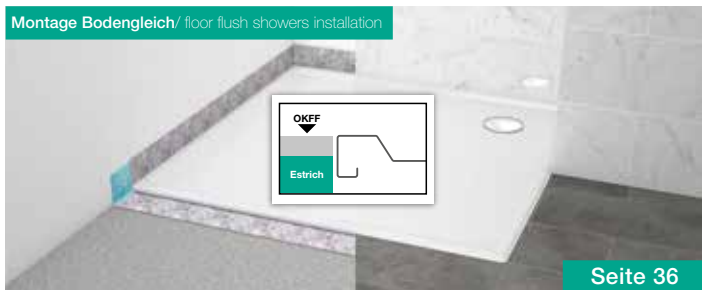 Montage Bodengleich/ floor flush showers installation
OKFF
Estrich
Seite 36